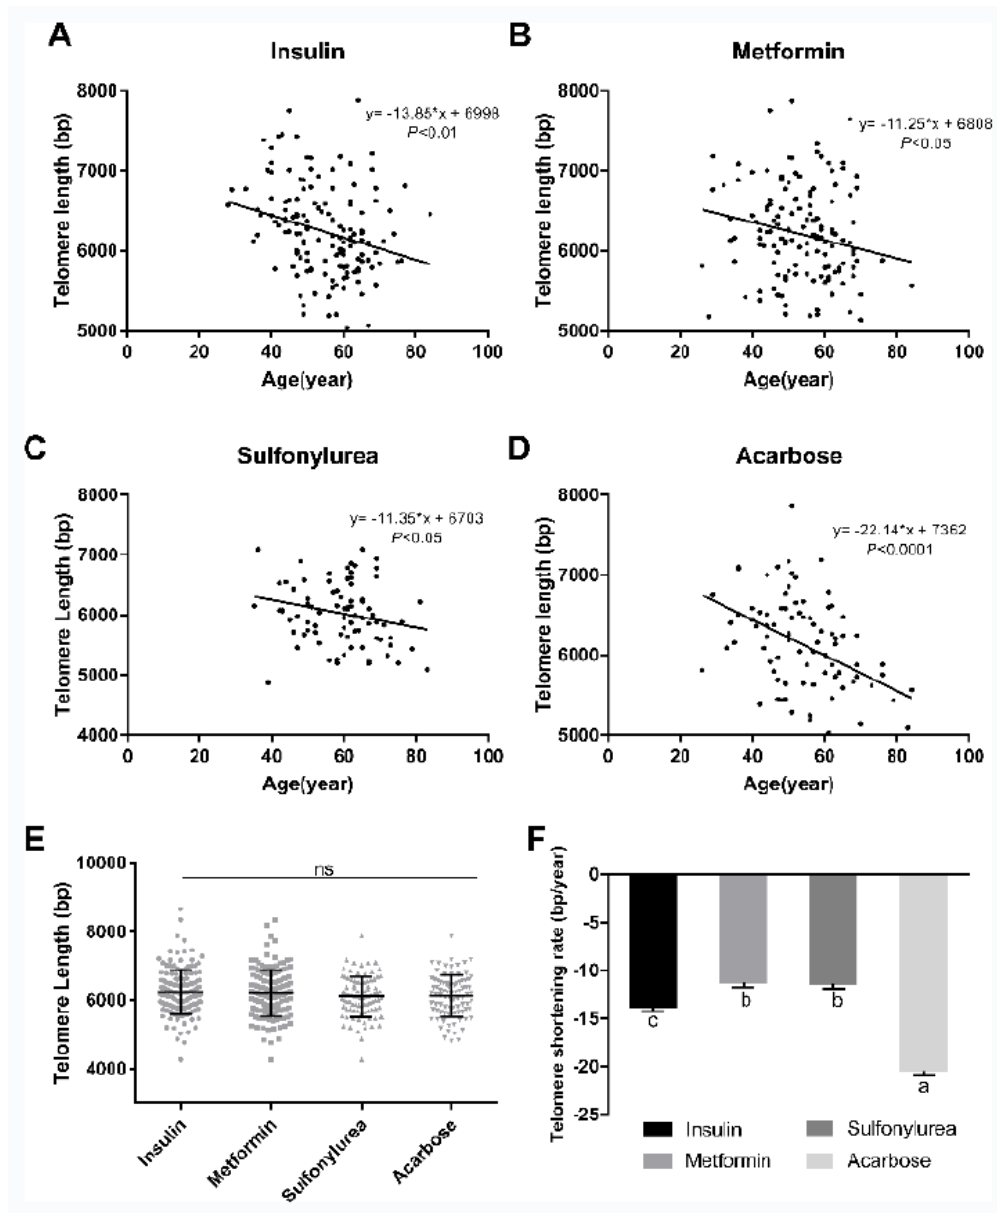 A
Insulin
8000
7000
6000
5000
Telomere length (bp)
y= -13.85*x + 6998
P<0.01
0 20 40 60 80 100
Age(year)
B
Metformin
8000
7000
6000
5000
Telomere length (bp)
y= -11.25*x + 6808
P<0.05
0 20 40 60 80 100
Age(year)
C
Sulfonylurea
8000
7000
6000
5000
4000
Telomere Length (bp)
y= -11.35*x + 6703
P<0.05
0 20 40 60 80 100
Age(year)
D
Acarbose
8000
7000
6000
5000
Telomere length (bp)
y= -22.14*x + 7362
P<0.0001
0 20 40 60 80 100
Age(year)
E
10000
8000
6000
4000
Telomere Length (bp)
ns
Insulin
Metformin
Sulfonylurea
Acarbose
F
Telomere shortening rate (bp/year)
0
-5
-10
-15
-20
-25
c
b
b
a
Insulin
Sulfonylurea
Metformin
Acarbose